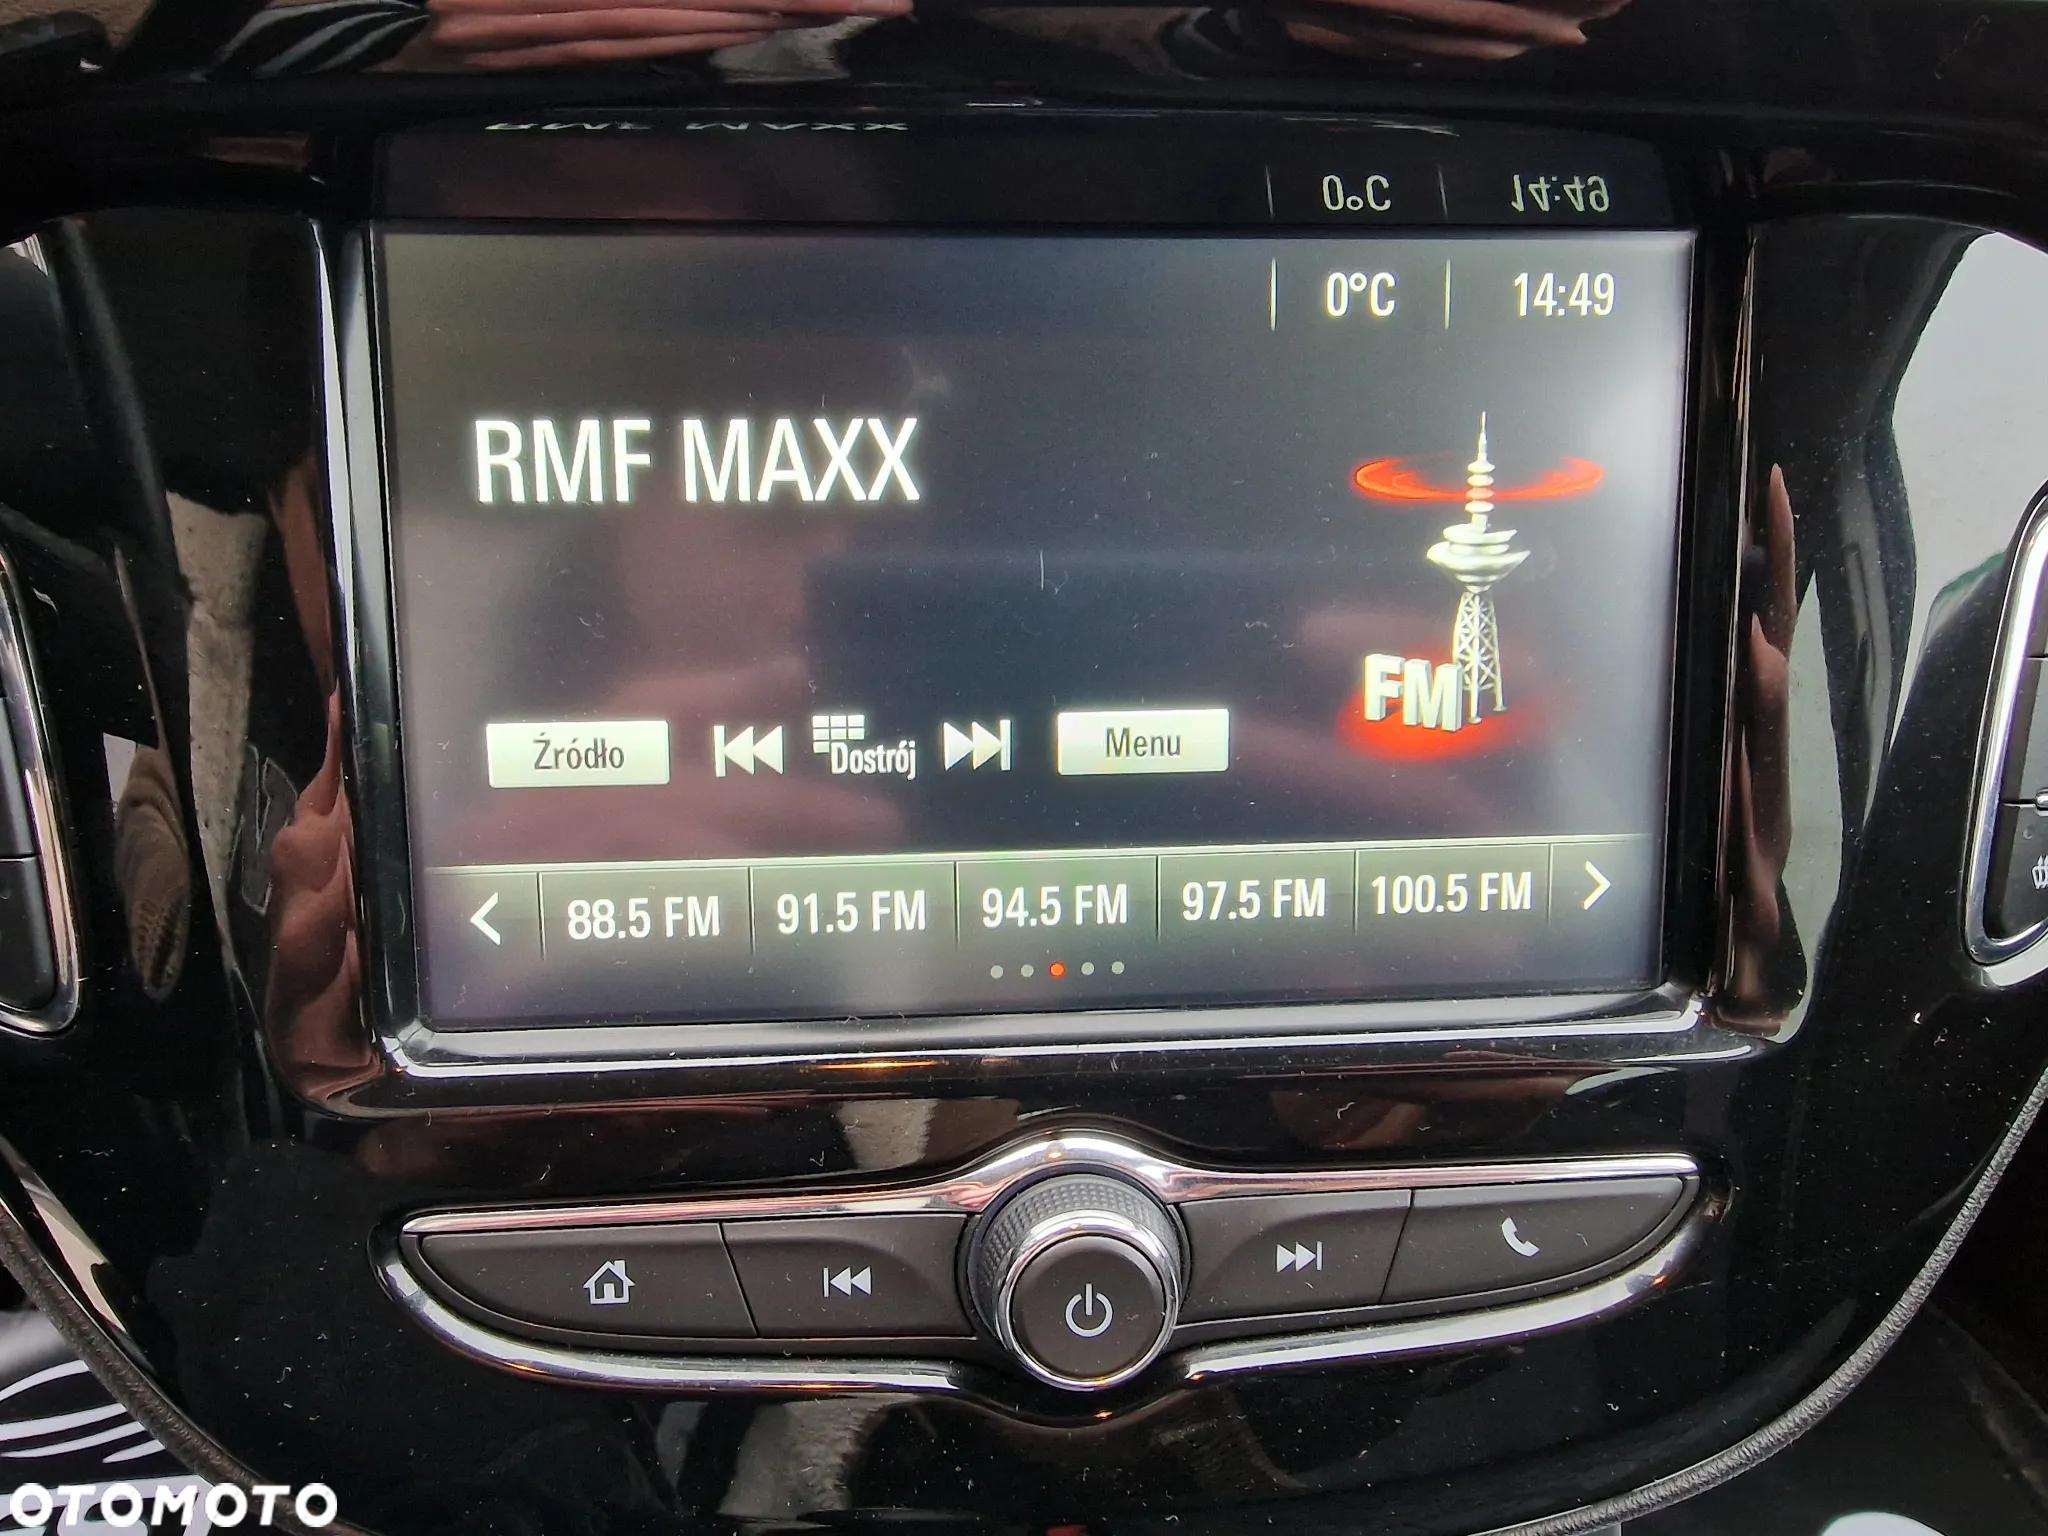 0°C 14:49
RMF MAXX
FM
Źródło Dostrój Menu
88.5 FM 91.5 FM 94.5 FM 97.5 FM 100.5 FM
OTOMOTO